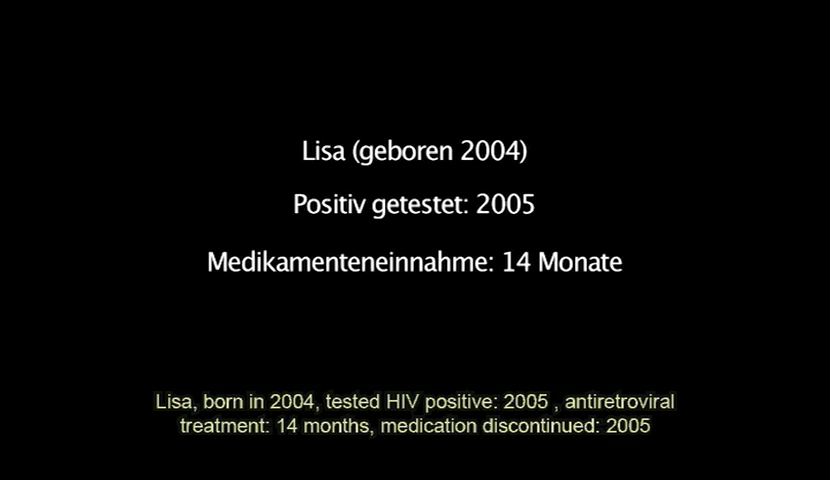 Lisa (geboren 2004)
Positiv getestet: 2005
Medikamenteneinnahme: 14 Monate
Lisa, born in 2004, tested HIV positive: 2005 , antiretroviral
treatment: 14 months, medication discontinued: 2005